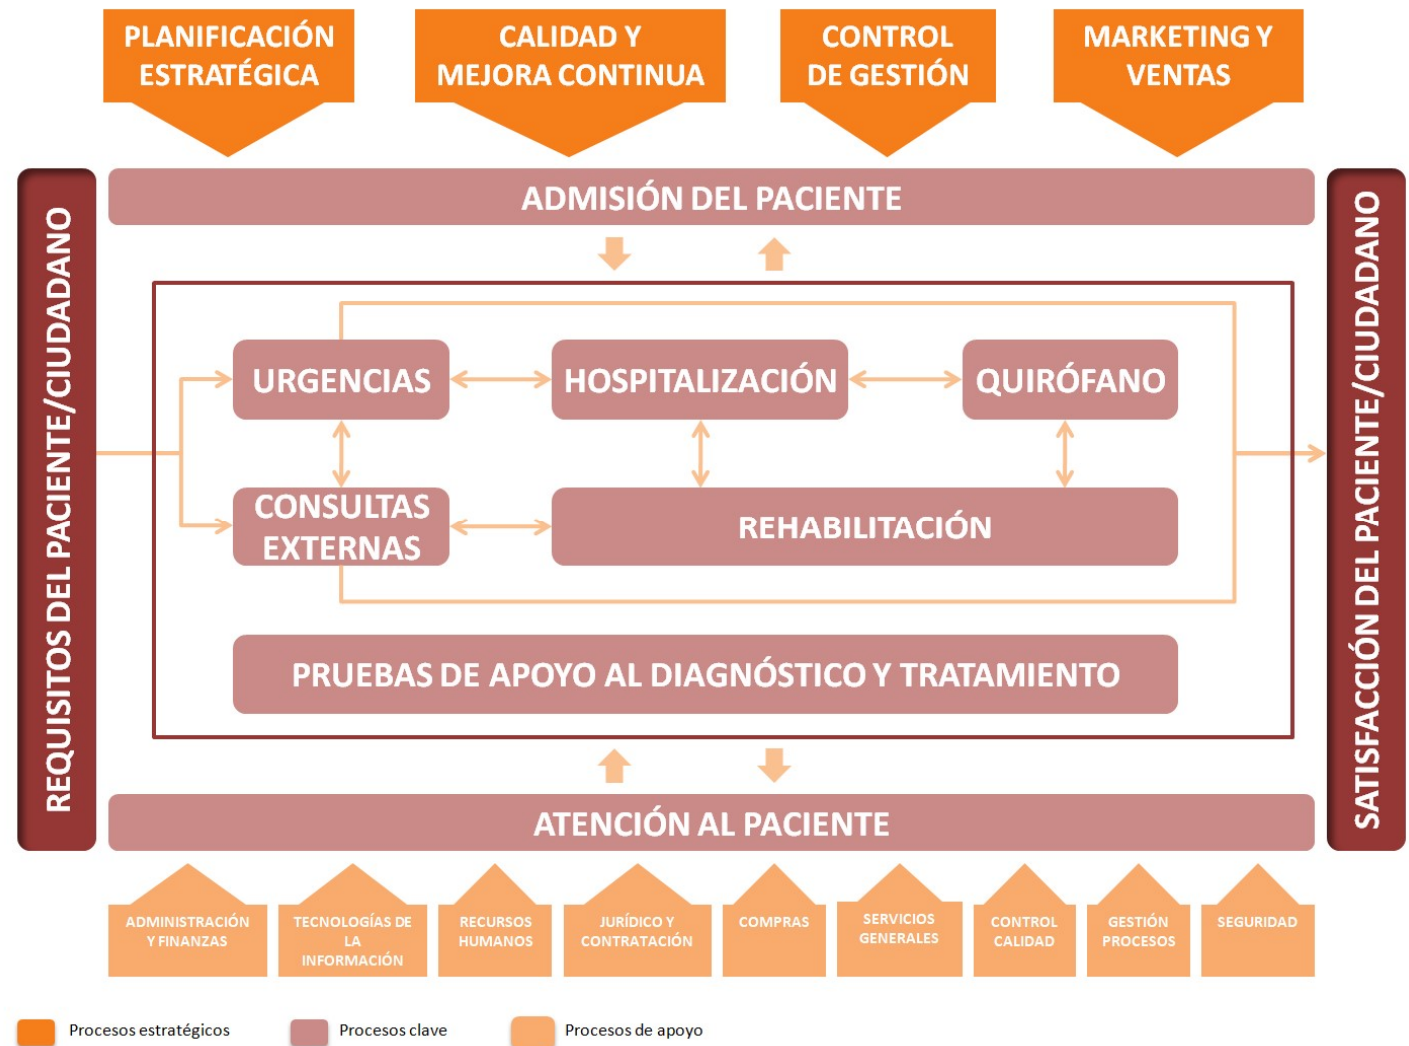 PLANIFICACIÓN
ESTRATÉGICA
CALIDAD Y
MEJORA CONTINUA
CONTROL
DE GESTIÓN
MARKETING Y
VENTAS
REQUISITOS DEL PACIENTE/CIUDADANO
ADMISIÓN DEL PACIENTE
URGENCIAS
HOSPITALIZACIÓN
QUIRÓFANO
CONSULTAS
EXTERNAS
REHABILITACIÓN
PRUEBAS DE APOYO AL DIAGNÓSTICO Y TRATAMIENTO
ATENCIÓN AL PACIENTE
SATISFACCIÓN DEL PACIENTE/CIUDADANO
ADMINISTRACIÓN
Y FINANZAS
TECNOLOGÍAS DE
LA
INFORMACIÓN
RECURSOS
HUMANOS
JURÍDICO Y
CONTRATACIÓN
COMPRAS
SERVICIOS
GENERALES
CONTROL
CALIDAD
GESTIÓN
PROCESOS
SEGURIDAD
Procesos estratégicos
Procesos clave
Procesos de apoyo